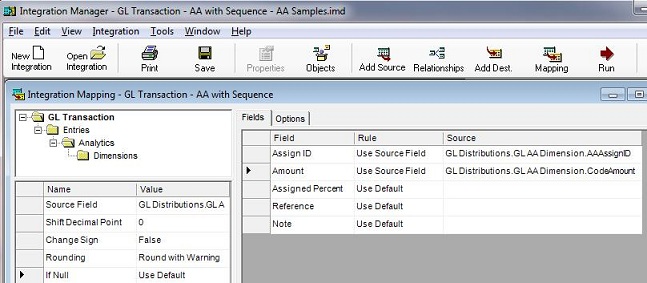 Integration Manager - GL Transaction - AA with Sequence - AA Samples.imd
File Edit View Integration Tools Window Help
New Integration Open Integration Print Save Properties Objects Add Source Relationships Add Dest. Mapping Run
Integration Mapping - GL Transaction - AA with Sequence
GL Transaction
Entries
Analytics
Dimensions
Name Value
Source Field GL Distributions.GL A
Shift Decimal Point 0
Change Sign False
Rounding Round with Warning
If Null Use Default
Fields Options
Field Rule Source
Assign ID Use Source Field GL Distributions.GL AA Dimension.AAAssignID
Amount Use Source Field GL Distributions.GL AA Dimension.CodeAmount
Assigned Percent Use Default
Reference Use Default
Note Use Default